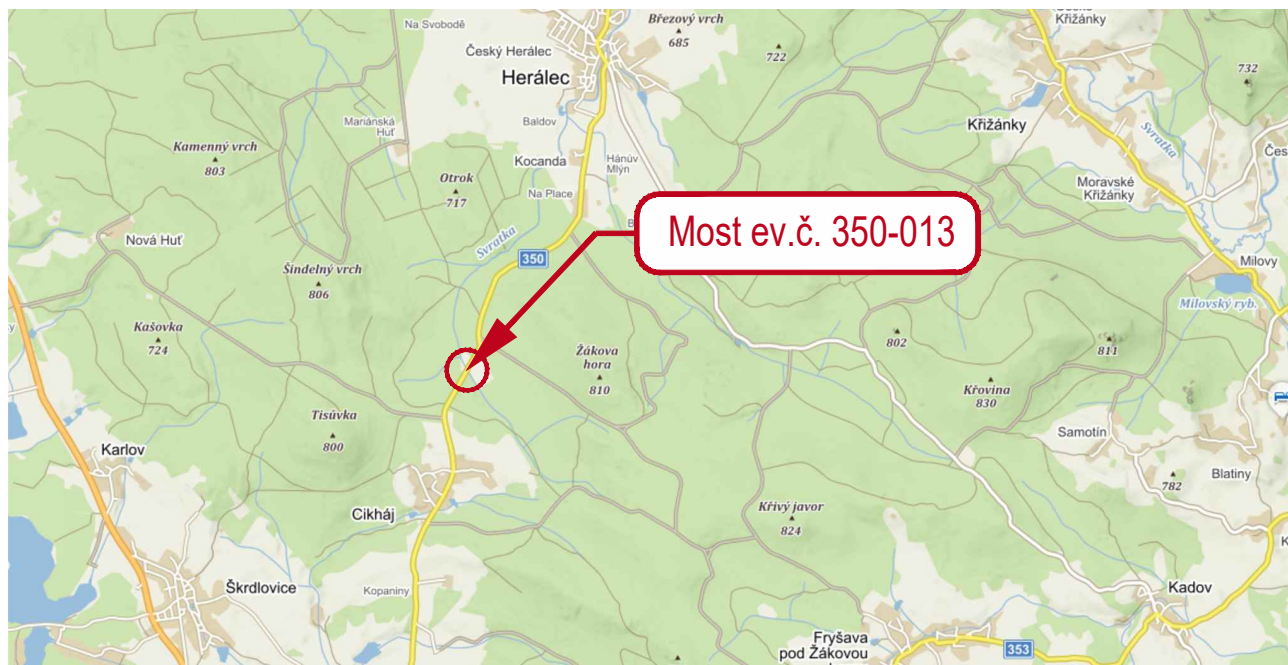 Na Svobodě
Březový vrch
685
Křižánky
Český Herálec
722
Herálec
732
Mariánská
Huť
Baldov
Svratka
Křižánky
Kamenný vrch
803
Kocanda
Hánův
Mlýn
Čes
Otrok
717
Na Place
Moravské
Křižánky
Most ev.č. 350-013
Nová Huť
Svratka
350
Milovy
Šindelný vrch
806
Milovský ryb.
Kašovka
724
802
811
Žákova
hora
810
Křovina
830
Tisůvka
800
Karlov
Samotín
Blatiny
782
Cikháj
Křivý javor
824
Škrdlovice
Kopaniny
Kadov
Fryšava
pod Žákovou
353